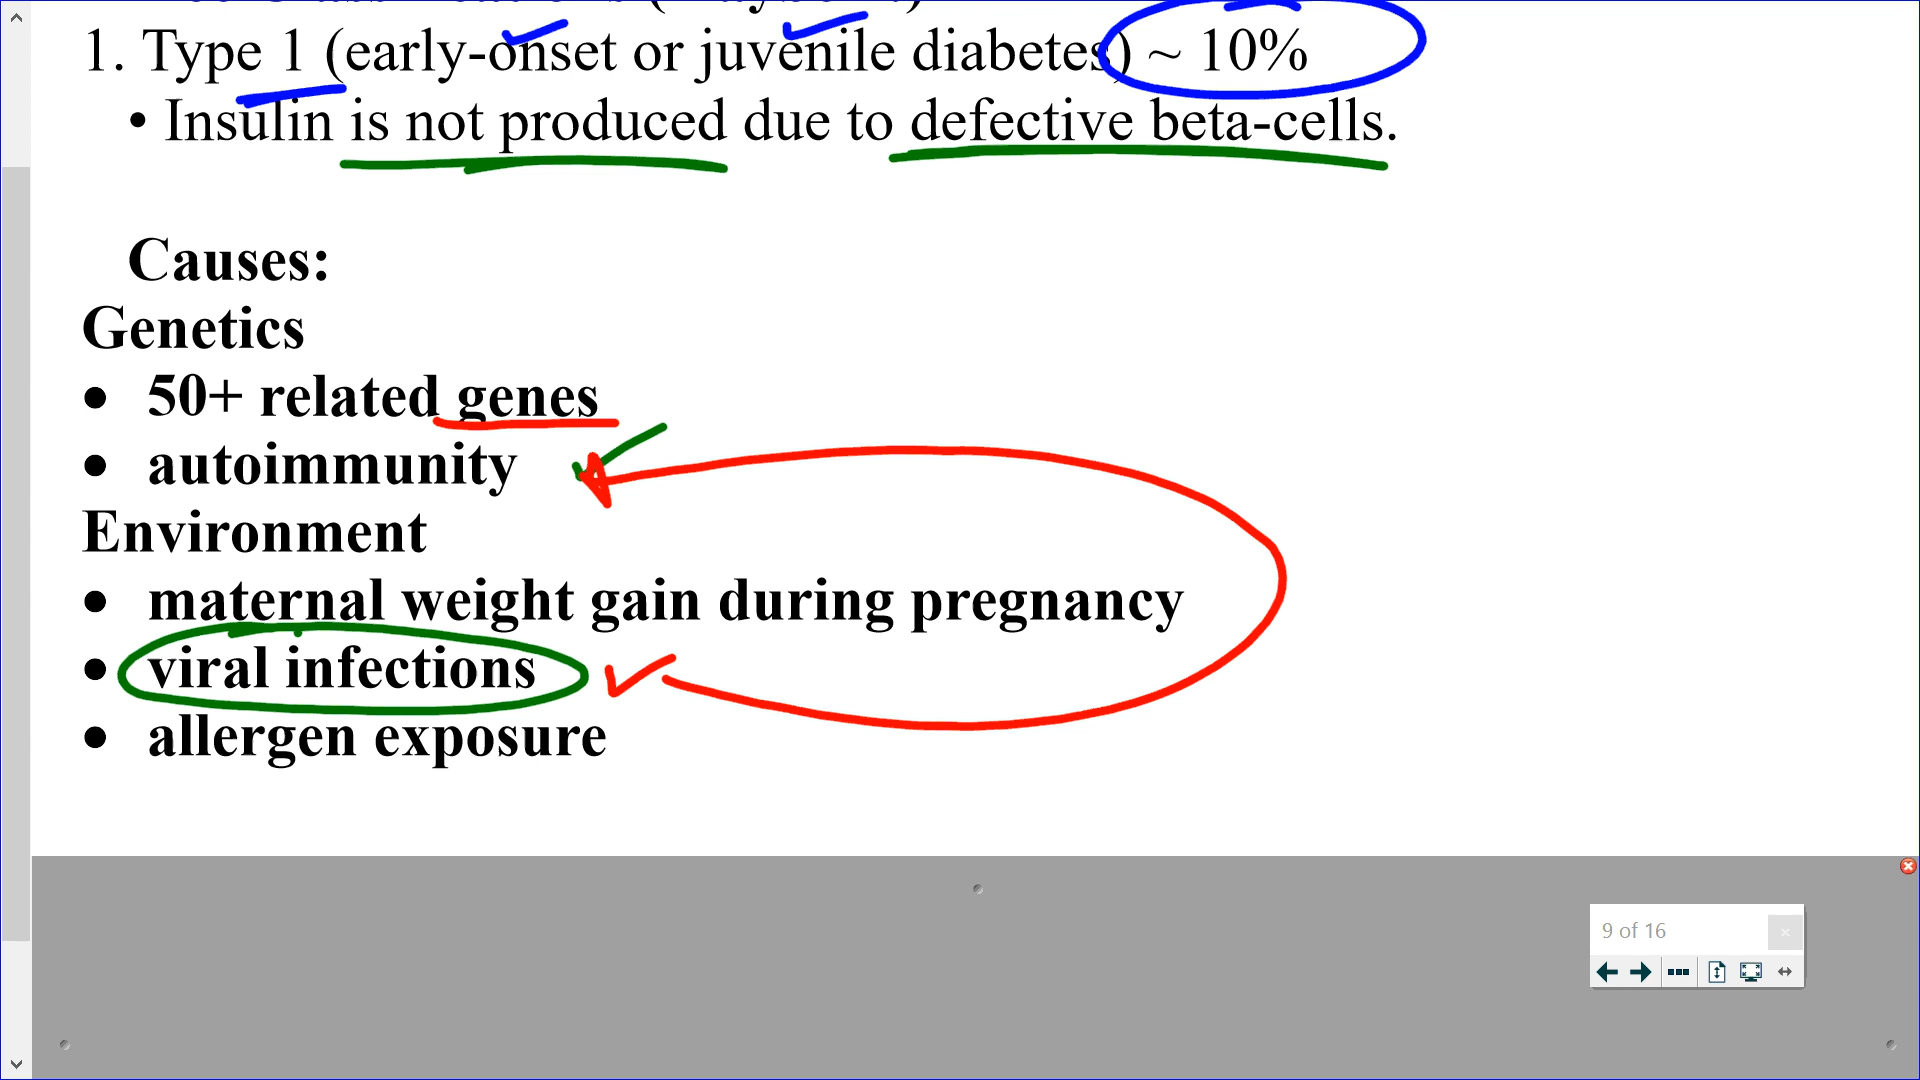 1. Type 1 (early-onset or juvenile diabetes) ~ 10%
• Insulin is not produced due to defective beta-cells.
Causes:
Genetics
• 50+ related genes
• autoimmunity
Environment
• maternal weight gain during pregnancy
• viral infections
• allergen exposure
9 of 16